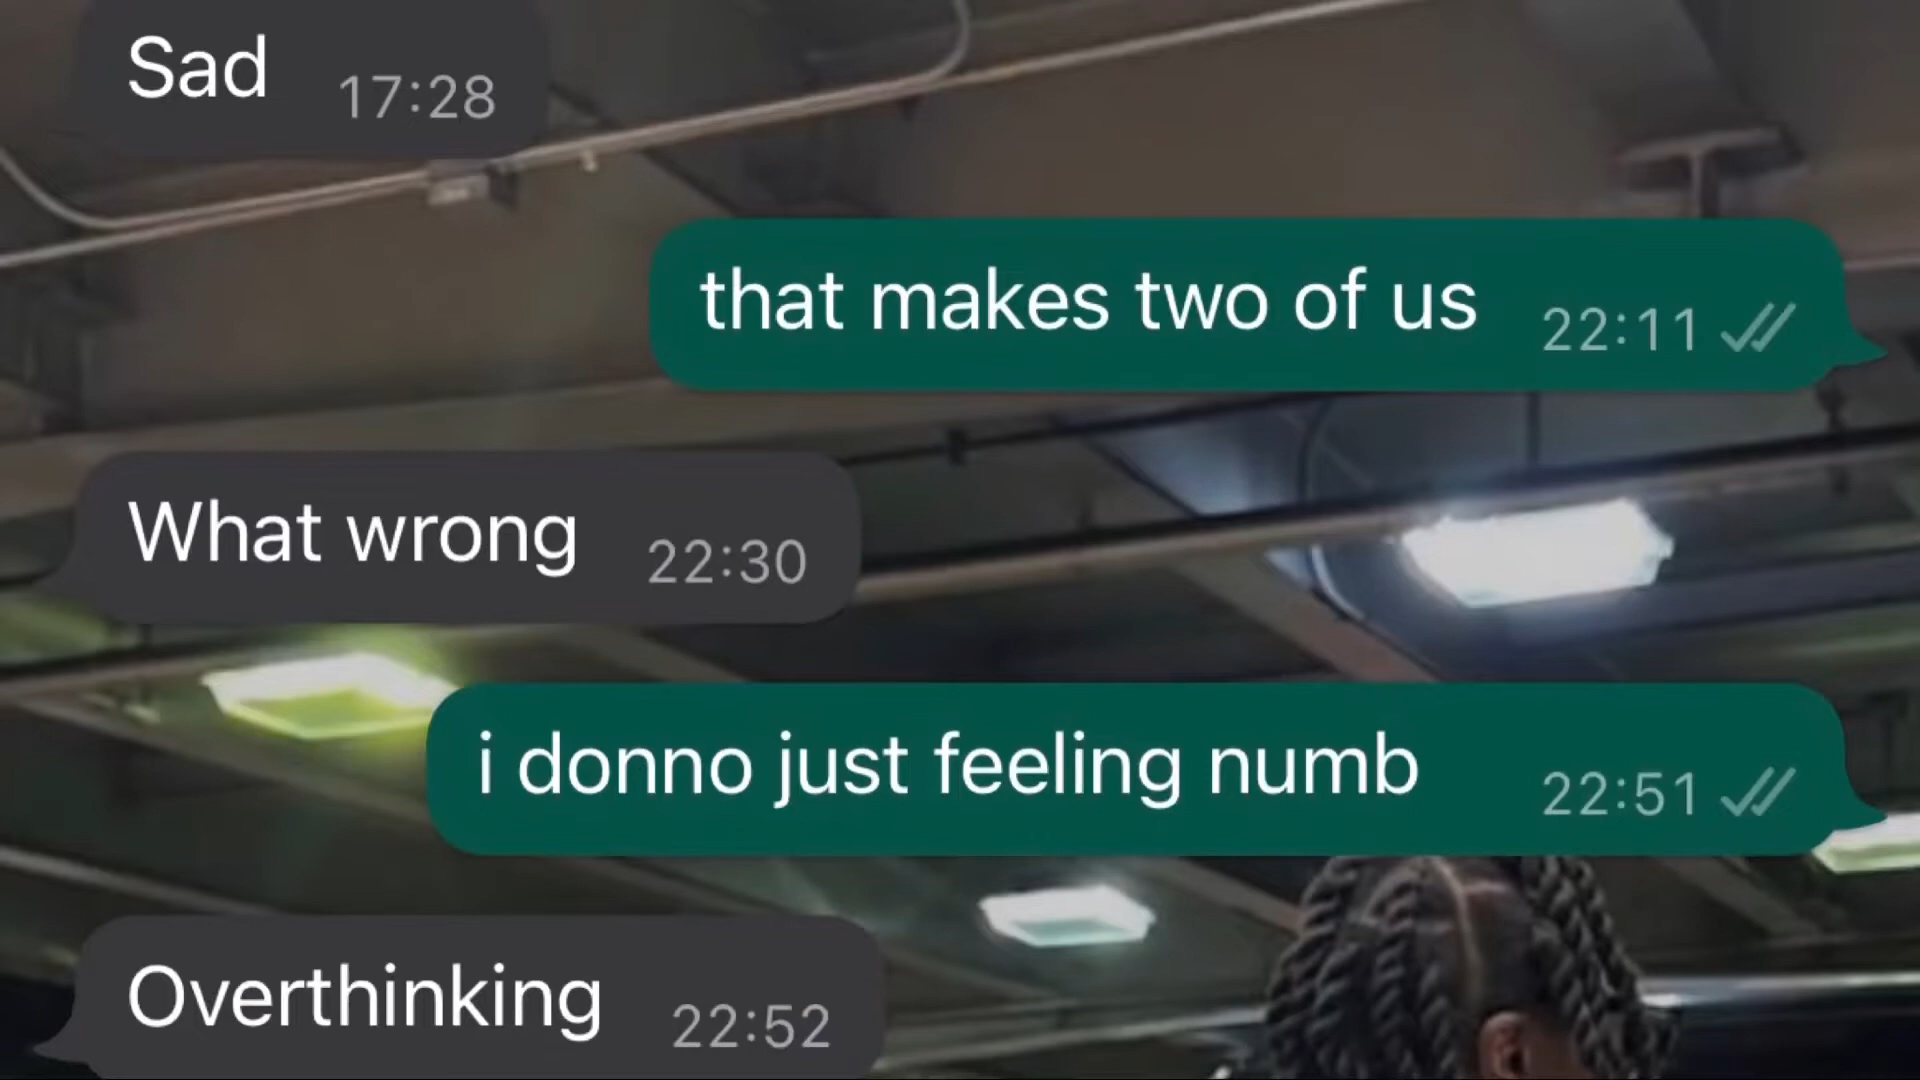 Sad 17:28
that makes two of us 22:11
What wrong 22:30
i donno just feeling numb 22:51
Overthinking 22:52